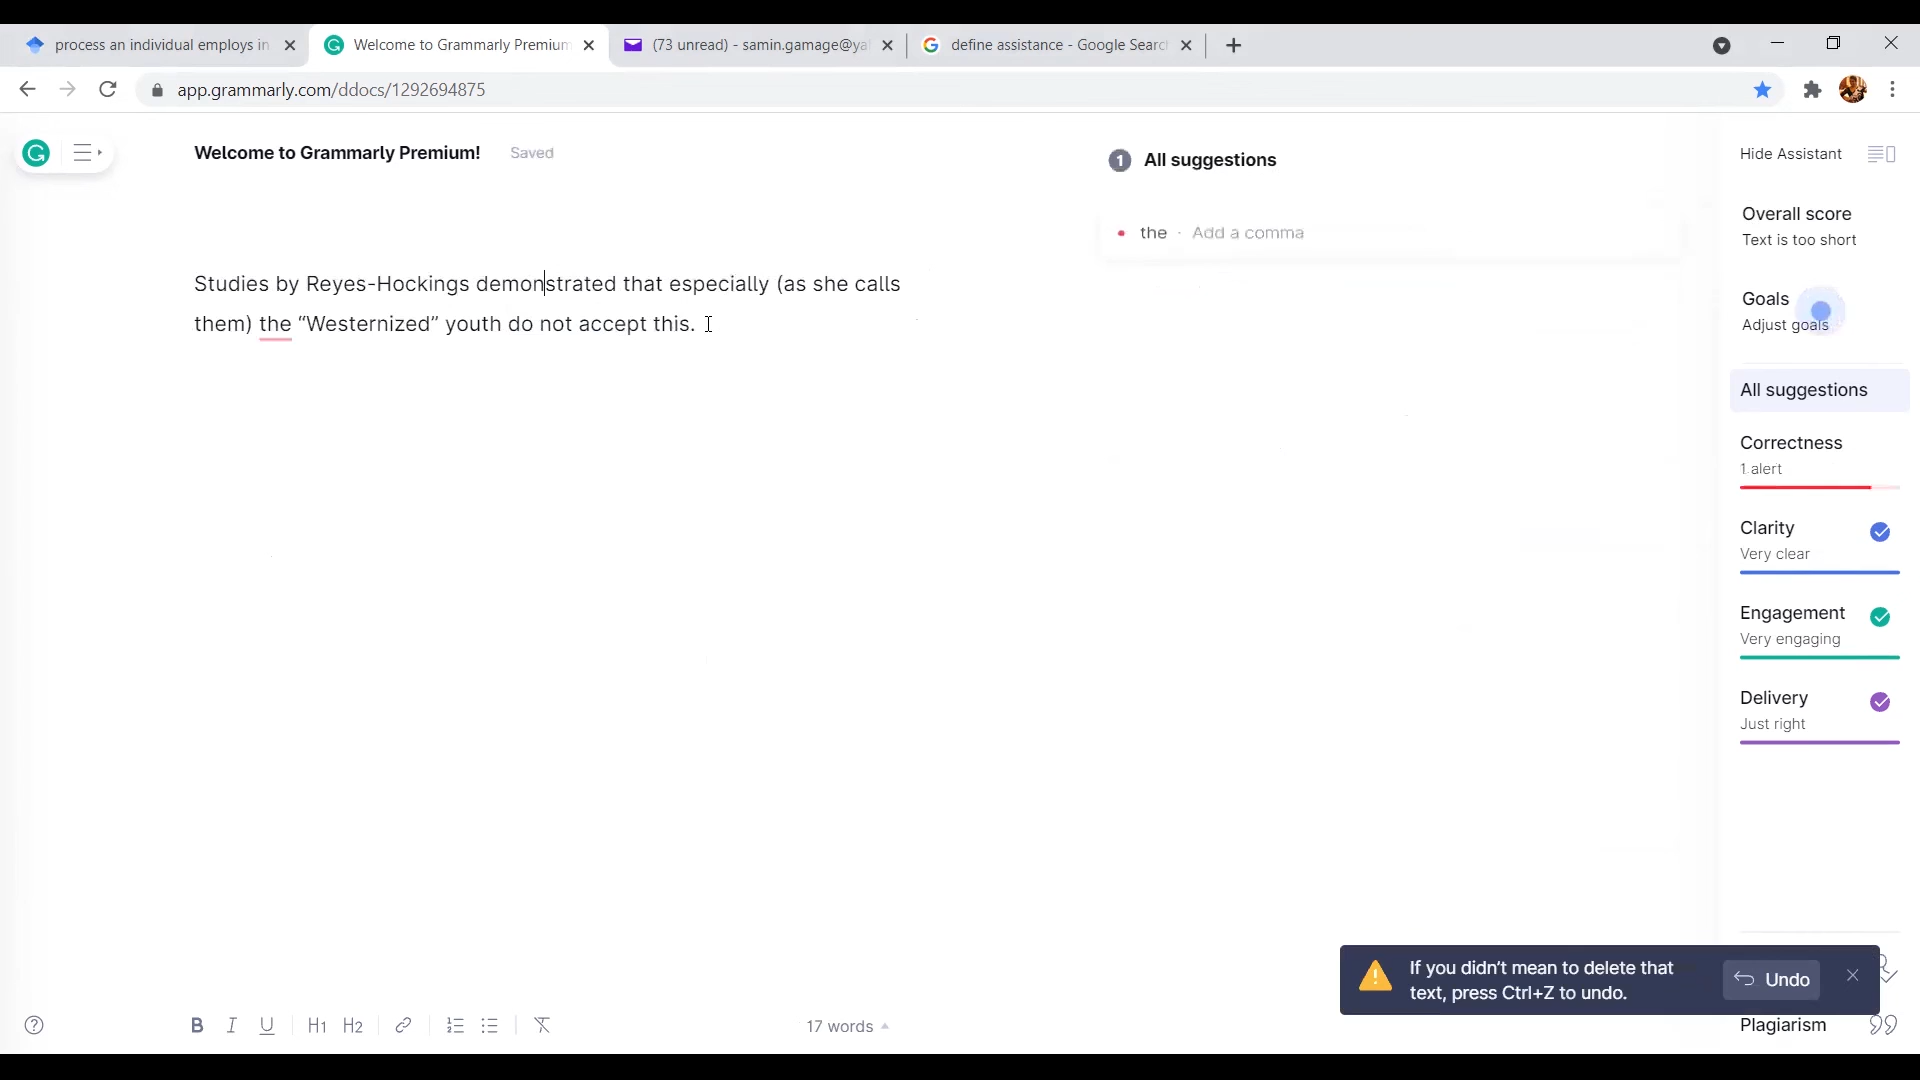 process an individual employs in
Welcome to Grammarly Premium
(73 unread) - samin.gamage@ya
define assistance - Google Searc
app.grammarly.com/ddocs/1292694875
Welcome to Grammarly Premium!
Saved
1 All suggestions
Hide Assistant
the · Add a comma
Overall score
Text is too short
Studies by Reyes-Hockings demonstrated that especially (as she calls
them) the “Westernized” youth do not accept this.
Goals
Adjust goals
All suggestions
Correctness
1 alert
Clarity
Very clear
Engagement
Very engaging
Delivery
Just right
If you didn’t mean to delete that
text, press Ctrl+Z to undo.
Undo
B I U H1 H2
17 words
Plagiarism